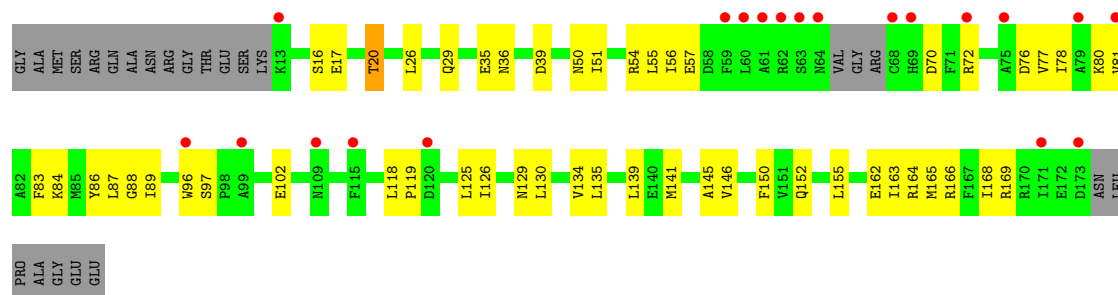 GLY ALA MET SER ARG GLN ALA ASN ARG GLY THR GLU SER LYS K13 S16 E17 T20 L26 Q29 E35 N36 D39 N50 I51 R54 L55 I56 E57 D58 F59 L60 A61 R62 S63 N64 VAL GLY ARG C68 H69 D70 F71 R72 A75 D76 V77 I78 A79 K80 V81
A82 F83 K84 M85 Y86 L87 G88 I89 W96 S97 P98 A99 E102 N109 F115 L118 P119 D120 L125 I126 N129 L130 V134 L135 L139 E140 M141 A145 V146 F150 V151 Q152 L155 E162 I163 R164 M165 R166 F167 I168 R169 R170 I171 E172 D173 ASN LEU
PRO ALA GLY GLU GLU